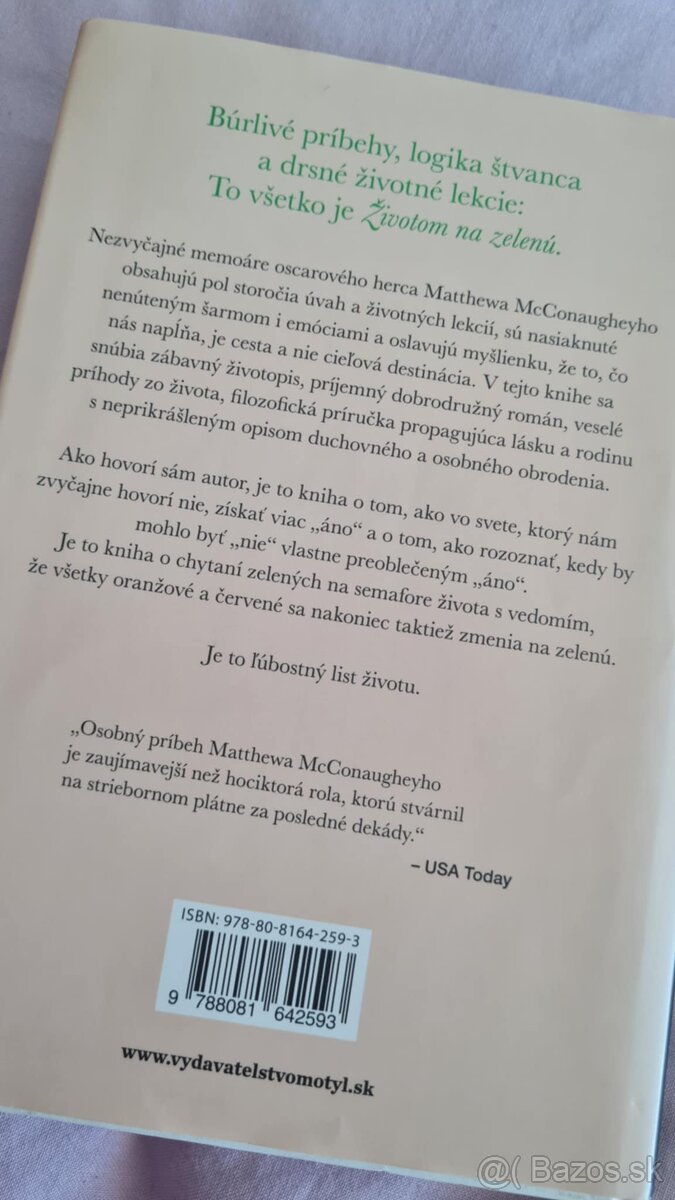 Búrlivé príbehy, logika štvanca
a drsné životné lekcie:
To všetko je Životom na zelenú.
Nezvyčajné memoáre oscarového herca Matthewa McConaugheyho
obsahujú pol storočia úvah a životných lekcií, sú nasiaknuté
nenúteným šarmom i emóciami a oslavujú myšlienku, že to, čo
nás napĺňa, je cesta a nie cieľová destinácia. V tejto knihe sa
snúbia zábavný životopis, príjemný dobrodružný román, veselé
príhody zo života, filozofická príručka propagujúca lásku a rodinu
s neprikrášleným opisom duchovného a osobného obrodenia.
Ako hovorí sám autor, je to kniha o tom, ako vo svete, ktorý nám
zvyčajne hovorí nie, získať viac „áno“ a o tom, ako rozoznať, kedy by
mohlo byť „nie“ vlastne preoblečeným „áno“.
Je to kniha o chytaní zelených na semafore života s vedomím,
že všetky oranžové a červené sa nakoniec taktiež zmenia na zelenú.
Je to ľúbostný list životu.
„Osobný príbeh Matthewa McConaugheyho
je zaujímavejší než hociktorá rola, ktorú stvárnil
na striebornom plátne za posledné dekády.“
– USA Today
ISBN: 978-80-8164-259-3
9 788081 642593
www.vydavatelstvomotyl.sk
@( Bazos.sk